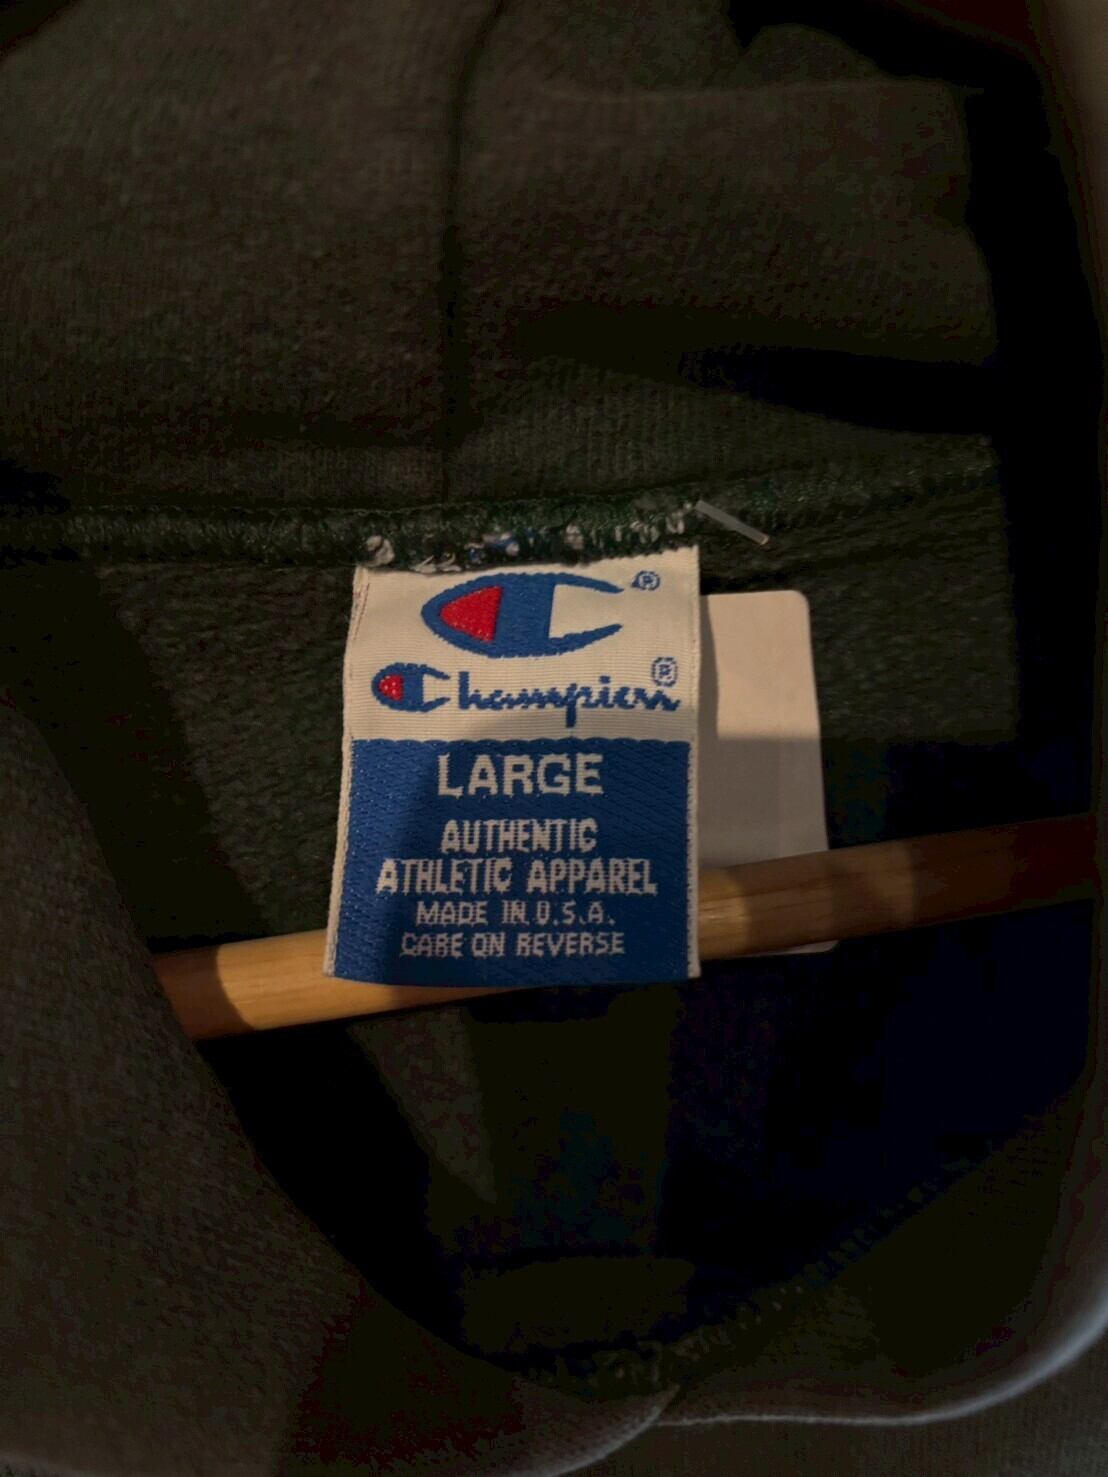 ®
Champion®
LARGE
AUTHENTIC
ATHLETIC APPAREL
MADE IN U.S.A.
CARE ON REVERSE